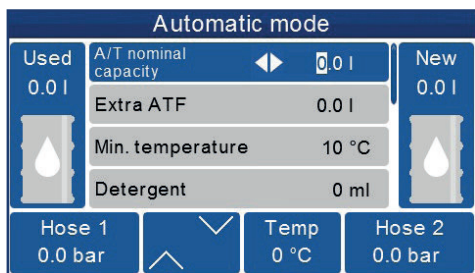 Automatic mode
Used
0.0 l
A/T nominal
capacity
0.0 l
Extra ATF
0.0 l
Min. temperature
10 °C
Detergent
0 ml
New
0.0 l
Hose 1
0.0 bar
Temp
0 °C
Hose 2
0.0 bar